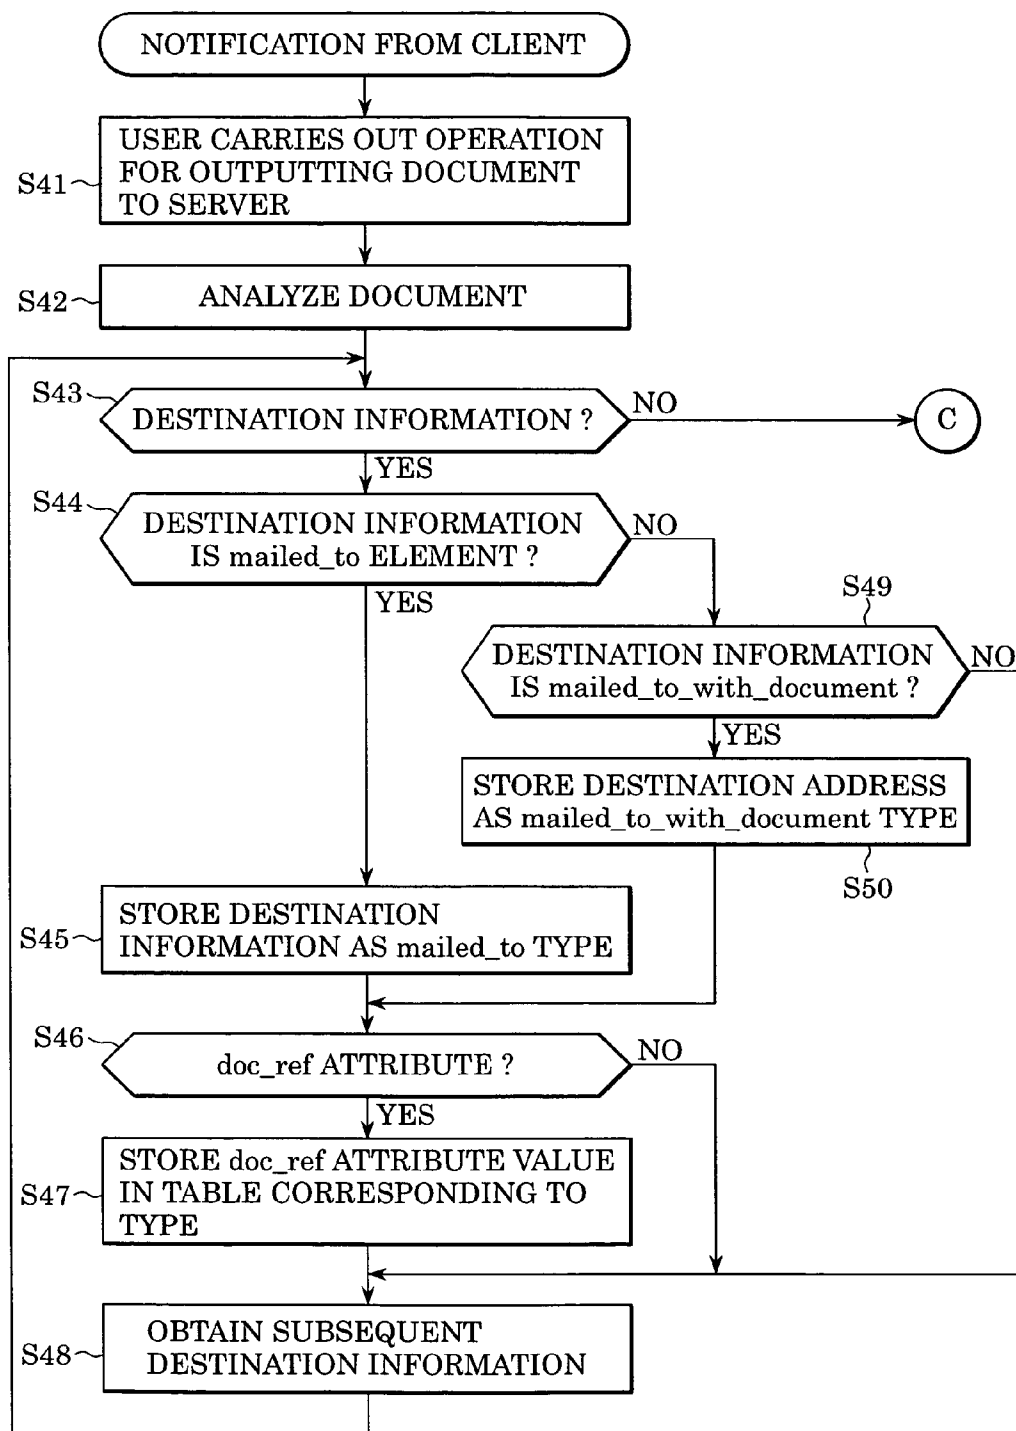 NOTIFICATION FROM CLIENT
S41
USER CARRIES OUT OPERATION
FOR OUTPUTTING DOCUMENT
TO SERVER
S42
ANALYZE DOCUMENT
S43
DESTINATION INFORMATION ?
NO
C
YES
S44
DESTINATION INFORMATION
IS mailed_to ELEMENT ?
NO
YES
S49
DESTINATION INFORMATION
IS mailed_to_with_document ?
NO
YES
STORE DESTINATION ADDRESS
AS mailed_to_with_document TYPE
S50
S45
STORE DESTINATION
INFORMATION AS mailed_to TYPE
S46
doc_ref ATTRIBUTE ?
NO
YES
S47
STORE doc_ref ATTRIBUTE VALUE
IN TABLE CORRESPONDING TO
TYPE
S48
OBTAIN SUBSEQUENT
DESTINATION INFORMATION